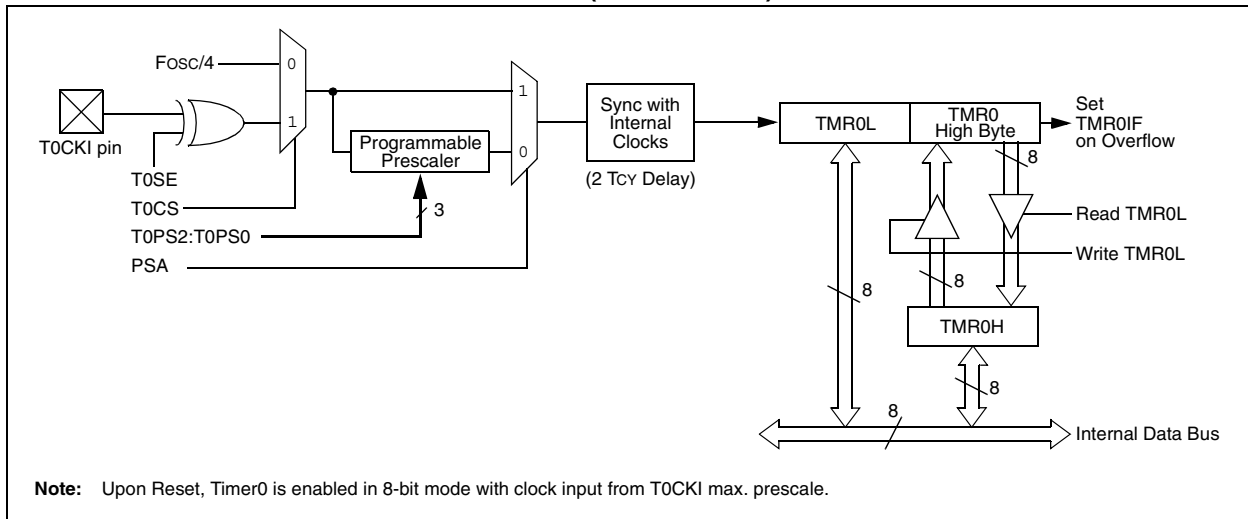 FOSC/4
0
1
T0CKI pin
T0SE
T0CS
T0PS2:T0PS0
PSA
Programmable
Prescaler
3
1
0
Sync with
Internal
Clocks
(2 TCY Delay)
TMR0L
TMR0
High Byte
Set
TMR0IF
on Overflow
8
Read TMR0L
Write TMR0L
8
8
TMR0H
8
8
Internal Data Bus
Note: Upon Reset, Timer0 is enabled in 8-bit mode with clock input from T0CKI max. prescale.